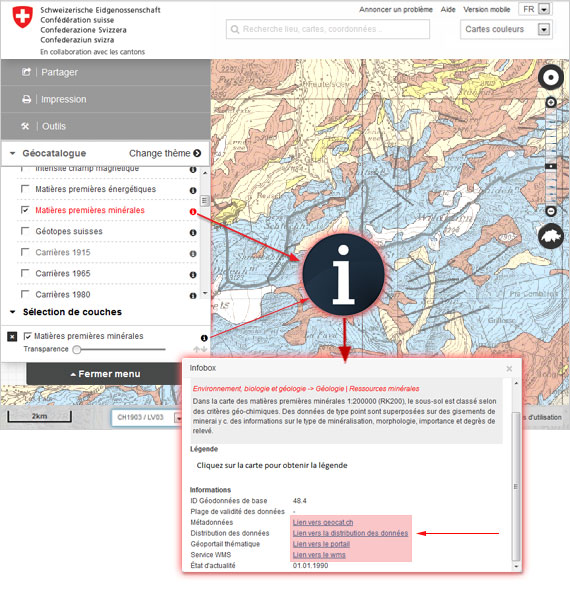 Schweizerische Eidgenossenschaft
Confédération suisse
Confederazione Svizzera
Confederaziun svizra
En collaboration avec les cantons
Annoncer un problème Aide Version mobile FR
Recherche lieu, cartes, coordonnées...
Cartes couleurs
Partager
Impression
Outils
Géocatalogue Change thème
Intensité champ magnétique
Matières premières énergétiques
Matières premières minérales
Géotopes suisses
Carrières 1915
Carrières 1965
Carrières 1980
Sélection de couches
Matières premières minérales
Transparence
Fermer menu
2km
CH1903 / LV03
d'utilisation
i
Infobox
Environnement, biologie et géologie -> Géologie | Ressources minérales
Dans la carte des matières premières minérales 1:200000 (RK200), le sous-sol est classé selon
des critères géo-chimiques. Des données de type point sont superposées sur des gisements de
minerai y c. des informations sur le type de minéralisation, morphologie, importance et degrès de
relevé.
Légende
Cliquez sur la carte pour obtenir la légende
Informations
ID Géodonnées de base 48.4
Plage de validité des données -
Métadonnées Lien vers geocat.ch
Distribution des données Lien vers la distribution des données
Géoportail thématique Lien vers le portail
Service WMS Lien vers le wms
État d'actualité 01.01.1990